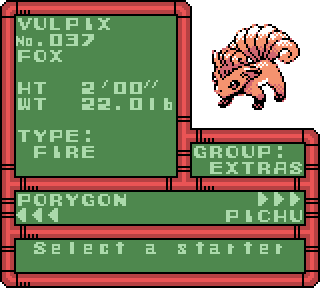 VULPIX
No.037
FOX
HT 2'00"
WT 22.0lb
TYPE:
FIRE
GROUP:
EXTRAS
PORYGON ▶▶▶
◀◀◀ PICHU
Select a starter